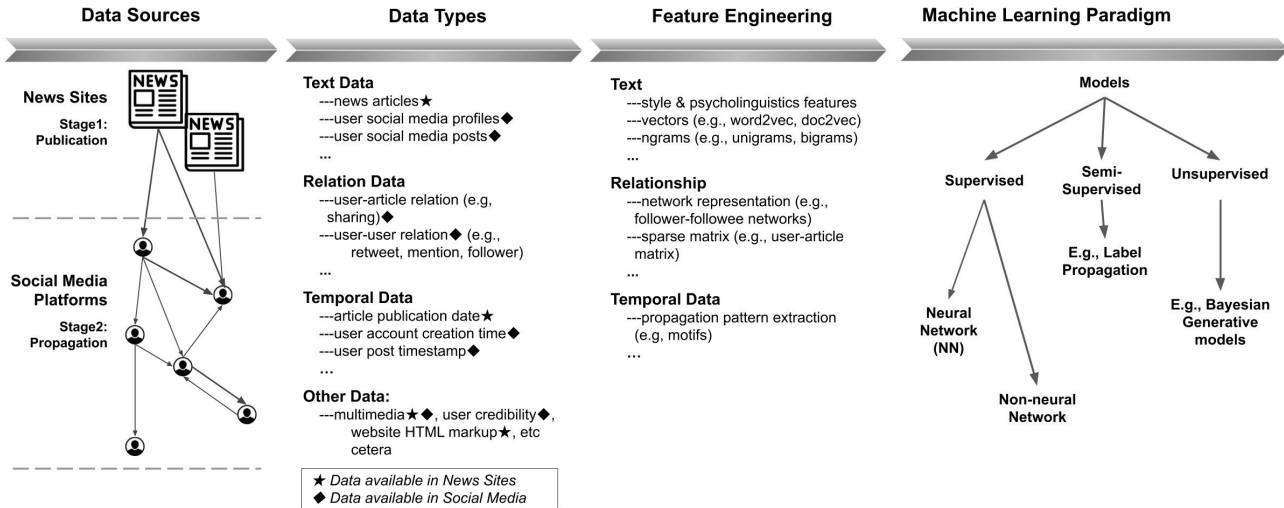 Data Sources
Data Types
Feature Engineering
Machine Learning Paradigm
NEWS
NEWS
News Sites
Stage1:
Publication
Social Media
Platforms
Stage2:
Propagation
Text Data
---news articles★
---user social media profiles◆
---user social media posts◆
...
Relation Data
---user-article relation (e.g,
sharing)◆
---user-user relation◆ (e.g.,
retweet, mention, follower)
...
Temporal Data
---article publication date★
---user account creation time◆
---user post timestamp◆
...
Other Data:
---multimedia★◆, user credibility◆,
website HTML markup★, etc
cetera
★ Data available in News Sites
◆ Data available in Social Media
Text
---style & psycholinguistics features
---vectors (e.g., word2vec, doc2vec)
---ngrams (e.g., unigrams, bigrams)
...
Relationship
---network representation (e.g.,
follower-followee networks)
---sparse matrix (e.g., user-article
matrix)
...
Temporal Data
---propagation pattern extraction
(e.g, motifs)
...
Models
Supervised
Semi-
Supervised
Unsupervised
E.g., Label
Propagation
Neural
Network
(NN)
E.g., Bayesian
Generative
models
Non-neural
Network